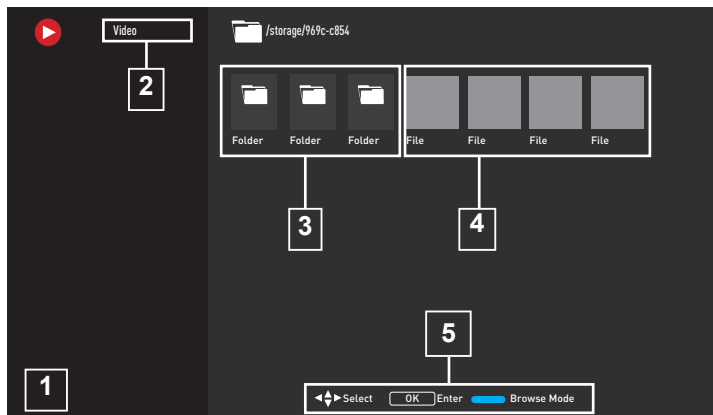 Video
/storage/969c-c854
2
Folder Folder Folder File File File File
3 4
5
1
Select OK Enter Browse Mode